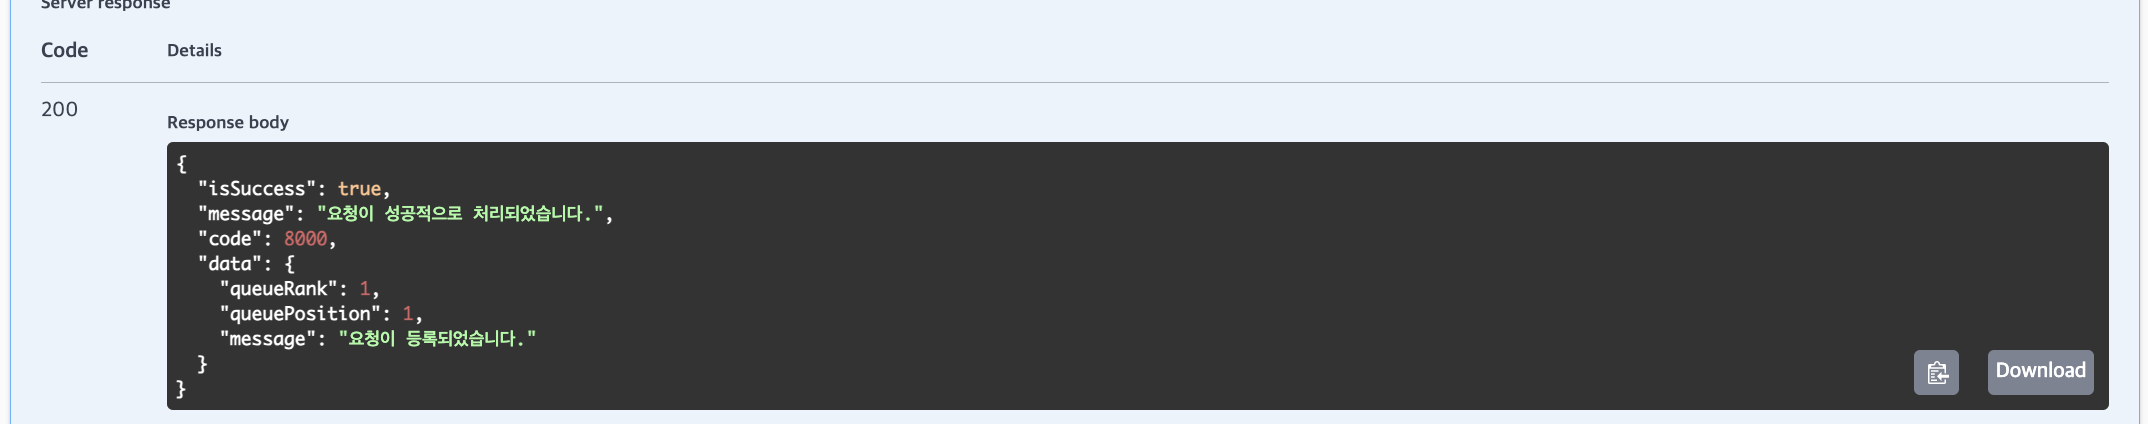 Server response
Code Details
200
Response body
{
  "isSuccess": true,
  "message": "요청이 성공적으로 처리되었습니다.",
  "code": 8000,
  "data": {
    "queueRank": 1,
    "queuePosition": 1,
    "message": "요청이 등록되었습니다."
  }
}
Download